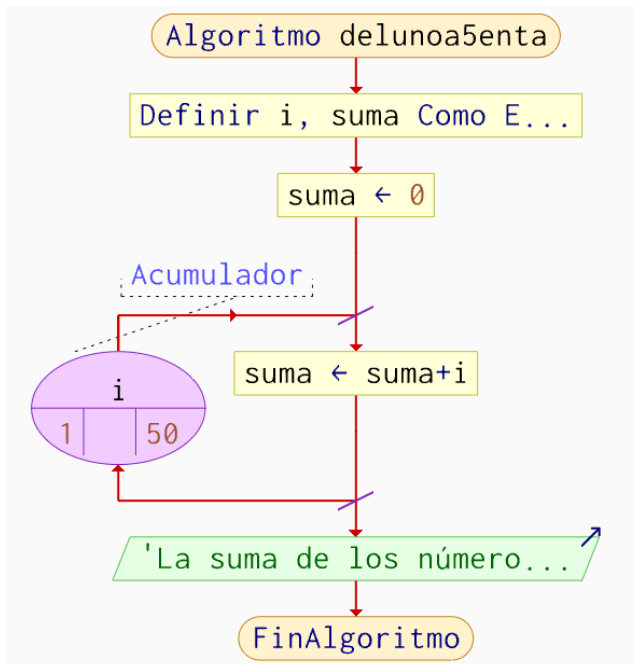 Algoritmo delunoa5enta
Definir i, suma Como E...
suma ← 0
Acumulador
suma ← suma+i
i
1 50
'La suma de los número...
FinAlgoritmo